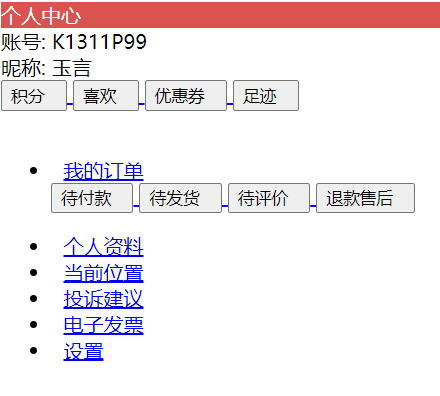 个人中心
账号: K1311P99
昵称: 玉言
积分 喜欢 优惠券 足迹
我的订单
待付款 待发货 待评价 退款售后
个人资料
当前位置
投诉建议
电子发票
设置